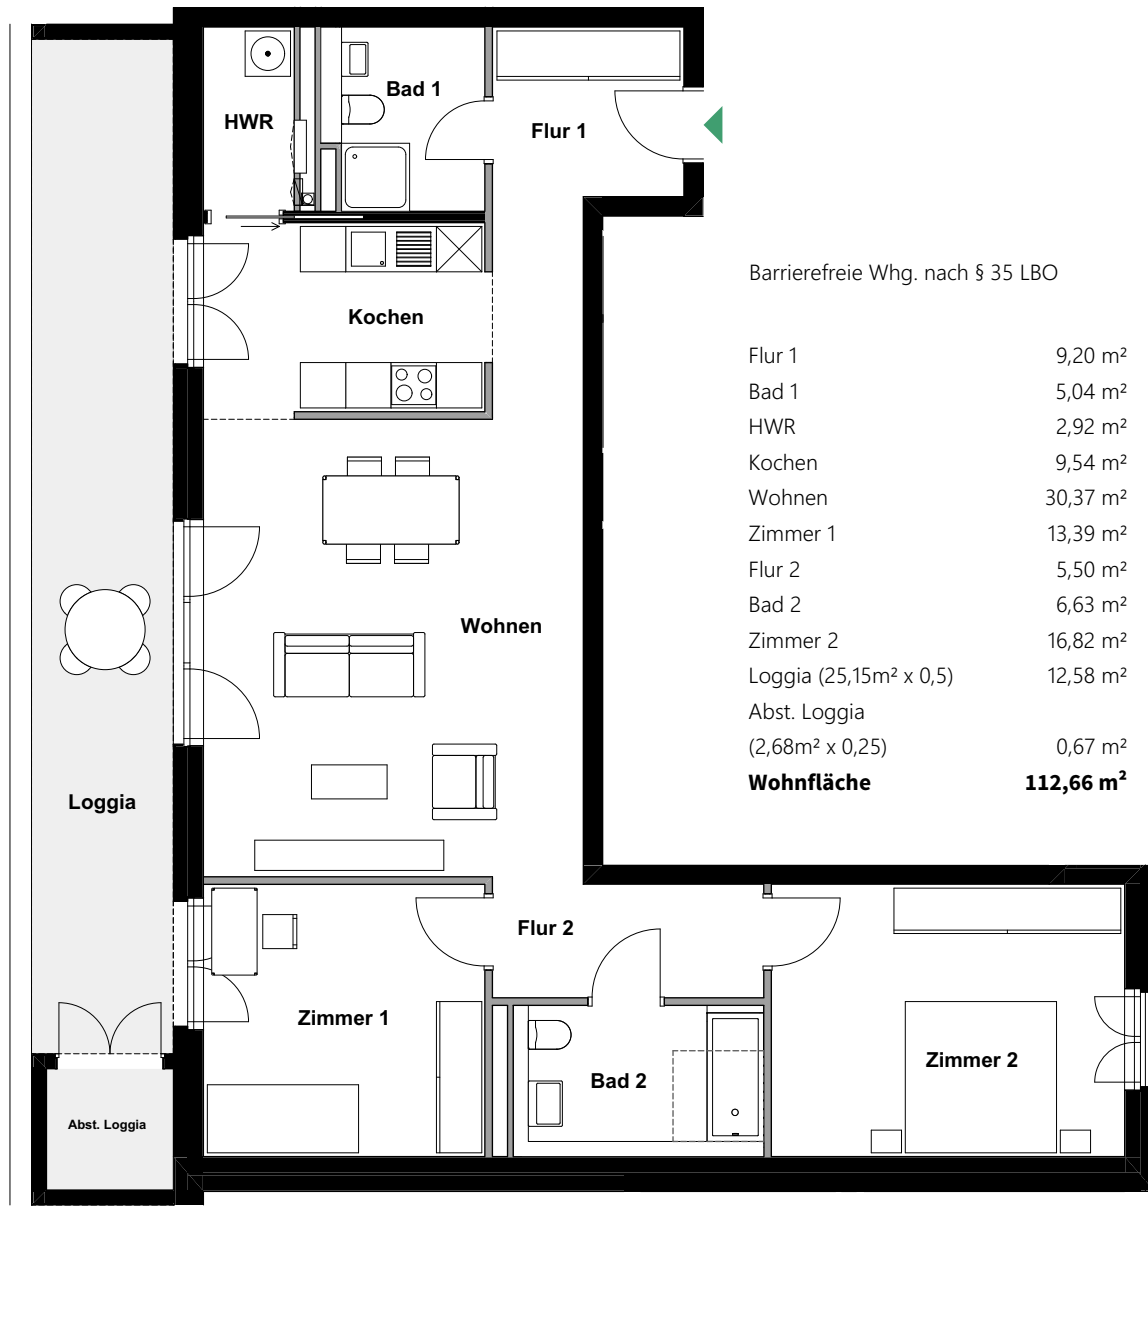 Bad 1
HWR
Flur 1
Kochen
Wohnen
Loggia
Flur 2
Zimmer 1
Bad 2
Zimmer 2
Abst. Loggia
Barrierefreie Whg. nach § 35 LBO
Flur 1 9,20 m²
Bad 1 5,04 m²
HWR 2,92 m²
Kochen 9,54 m²
Wohnen 30,37 m²
Zimmer 1 13,39 m²
Flur 2 5,50 m²
Bad 2 6,63 m²
Zimmer 2 16,82 m²
Loggia (25,15m² x 0,5) 12,58 m²
Abst. Loggia
(2,68m² x 0,25) 0,67 m²
Wohnfläche 112,66 m²